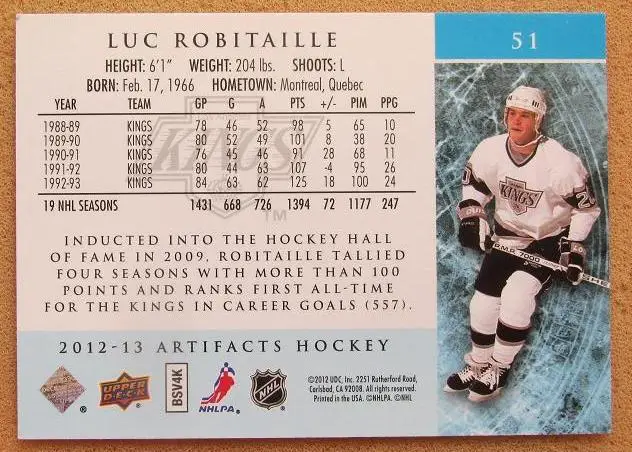 LUC ROBITAILLE
51
HEIGHT: 6'1" WEIGHT: 204 lbs. SHOOTS: L
BORN: Feb. 17, 1966 HOMETOWN: Montreal, Quebec
YEAR TEAM GP G A PTS +/- PIM PPG
1988-89 KINGS 78 46 52 98 5 65 10
1989-90 KINGS 80 52 49 101 8 38 20
1990-91 KINGS 76 45 46 91 28 68 11
1991-92 KINGS 80 44 63 107 -4 95 26
1992-93 KINGS 84 63 62 125 18 100 24
19 NHL SEASONS 1431 668 726 1394 72 1177 247
KINGS
TM
INDUCTED INTO THE HOCKEY HALL
OF FAME IN 2009, ROBITAILLE TALLIED
FOUR SEASONS WITH MORE THAN 100
POINTS AND RANKS FIRST ALL-TIME
FOR THE KINGS IN CAREER GOALS (557).
KINGS
20
LUC
P.M.R. 7000
2012-13 ARTIFACTS HOCKEY
UPPER
DECK
®
BSV4K
NHLPA.
NHL
®
©2012 UDC, Inc. 2251 Rutherford Road,
Carlsbad, CA 92008. All Rights Reserved.
Printed in the USA. ©NHLPA. ©NHL